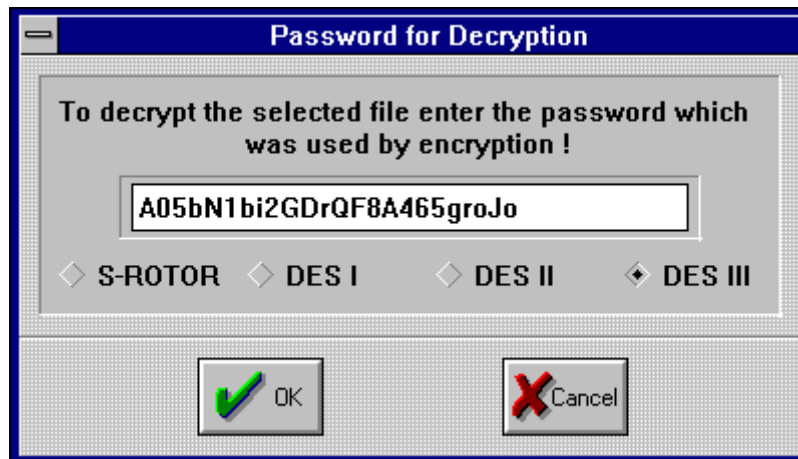 Password for Decryption
To decrypt the selected file enter the password which
was used by encryption !
A05bN1bi2GDrQF8A465groJo
S-ROTOR DES I DES II DES III
OK Cancel